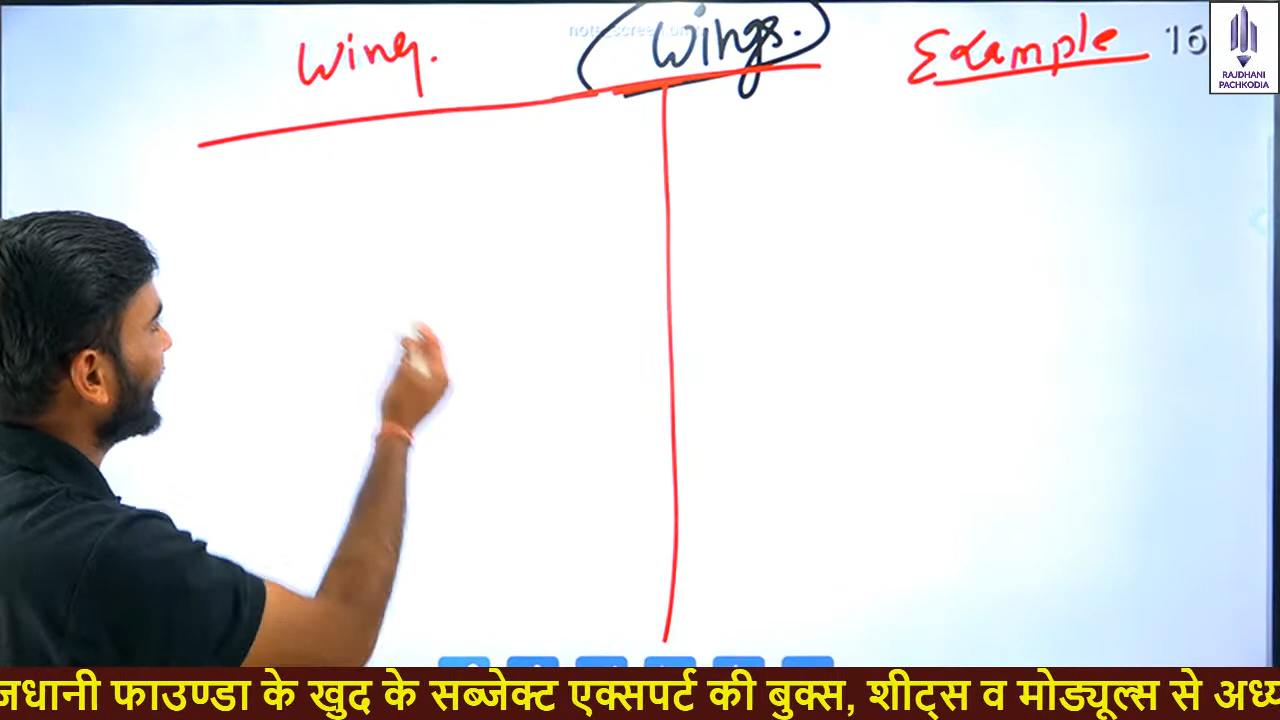 Wing.
Wings.
Example
16
RAJDHANI
PACHKODIA
जधानी फाउण्डा के खुद के सब्जेक्ट एक्सपर्ट की बुक्स, शीट्स व मोड्यूल्स से अध्य